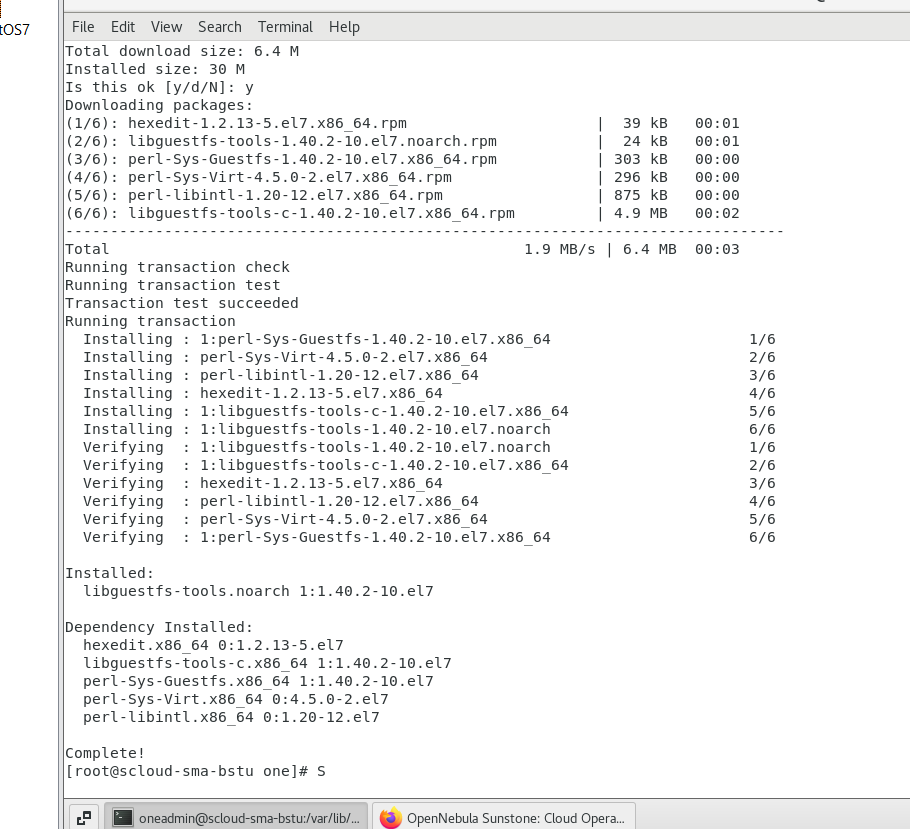 tOS7
File Edit View Search Terminal Help
Total download size: 6.4 M
Installed size: 30 M
Is this ok [y/d/N]: y
Downloading packages:
(1/6): hexedit-1.2.13-5.el7.x86_64.rpm | 39 kB 00:01
(2/6): libguestfs-tools-1.40.2-10.el7.noarch.rpm | 24 kB 00:01
(3/6): perl-Sys-Guestfs-1.40.2-10.el7.x86_64.rpm | 303 kB 00:00
(4/6): perl-Sys-Virt-4.5.0-2.el7.x86_64.rpm | 296 kB 00:00
(5/6): perl-libintl-1.20-12.el7.x86_64.rpm | 875 kB 00:00
(6/6): libguestfs-tools-c-1.40.2-10.el7.x86_64.rpm | 4.9 MB 00:02
--------------------------------------------------------------------------------
Total 1.9 MB/s | 6.4 MB 00:03
Running transaction check
Running transaction test
Transaction test succeeded
Running transaction
Installing : 1:perl-Sys-Guestfs-1.40.2-10.el7.x86_64 1/6
Installing : perl-Sys-Virt-4.5.0-2.el7.x86_64 2/6
Installing : perl-libintl-1.20-12.el7.x86_64 3/6
Installing : hexedit-1.2.13-5.el7.x86_64 4/6
Installing : 1:libguestfs-tools-c-1.40.2-10.el7.x86_64 5/6
Installing : 1:libguestfs-tools-1.40.2-10.el7.noarch 6/6
Verifying : 1:libguestfs-tools-1.40.2-10.el7.noarch 1/6
Verifying : 1:libguestfs-tools-c-1.40.2-10.el7.x86_64 2/6
Verifying : hexedit-1.2.13-5.el7.x86_64 3/6
Verifying : perl-libintl-1.20-12.el7.x86_64 4/6
Verifying : perl-Sys-Virt-4.5.0-2.el7.x86_64 5/6
Verifying : 1:perl-Sys-Guestfs-1.40.2-10.el7.x86_64 6/6
Installed:
libguestfs-tools.noarch 1:1.40.2-10.el7
Dependency Installed:
hexedit.x86_64 0:1.2.13-5.el7
libguestfs-tools-c.x86_64 1:1.40.2-10.el7
perl-Sys-Guestfs.x86_64 1:1.40.2-10.el7
perl-Sys-Virt.x86_64 0:4.5.0-2.el7
perl-libintl.x86_64 0:1.20-12.el7
Complete!
[root@scloud-sma-bstu one]# S
oneadmin@scloud-sma-bstu:/var/lib/...
OpenNebula Sunstone: Cloud Opera...